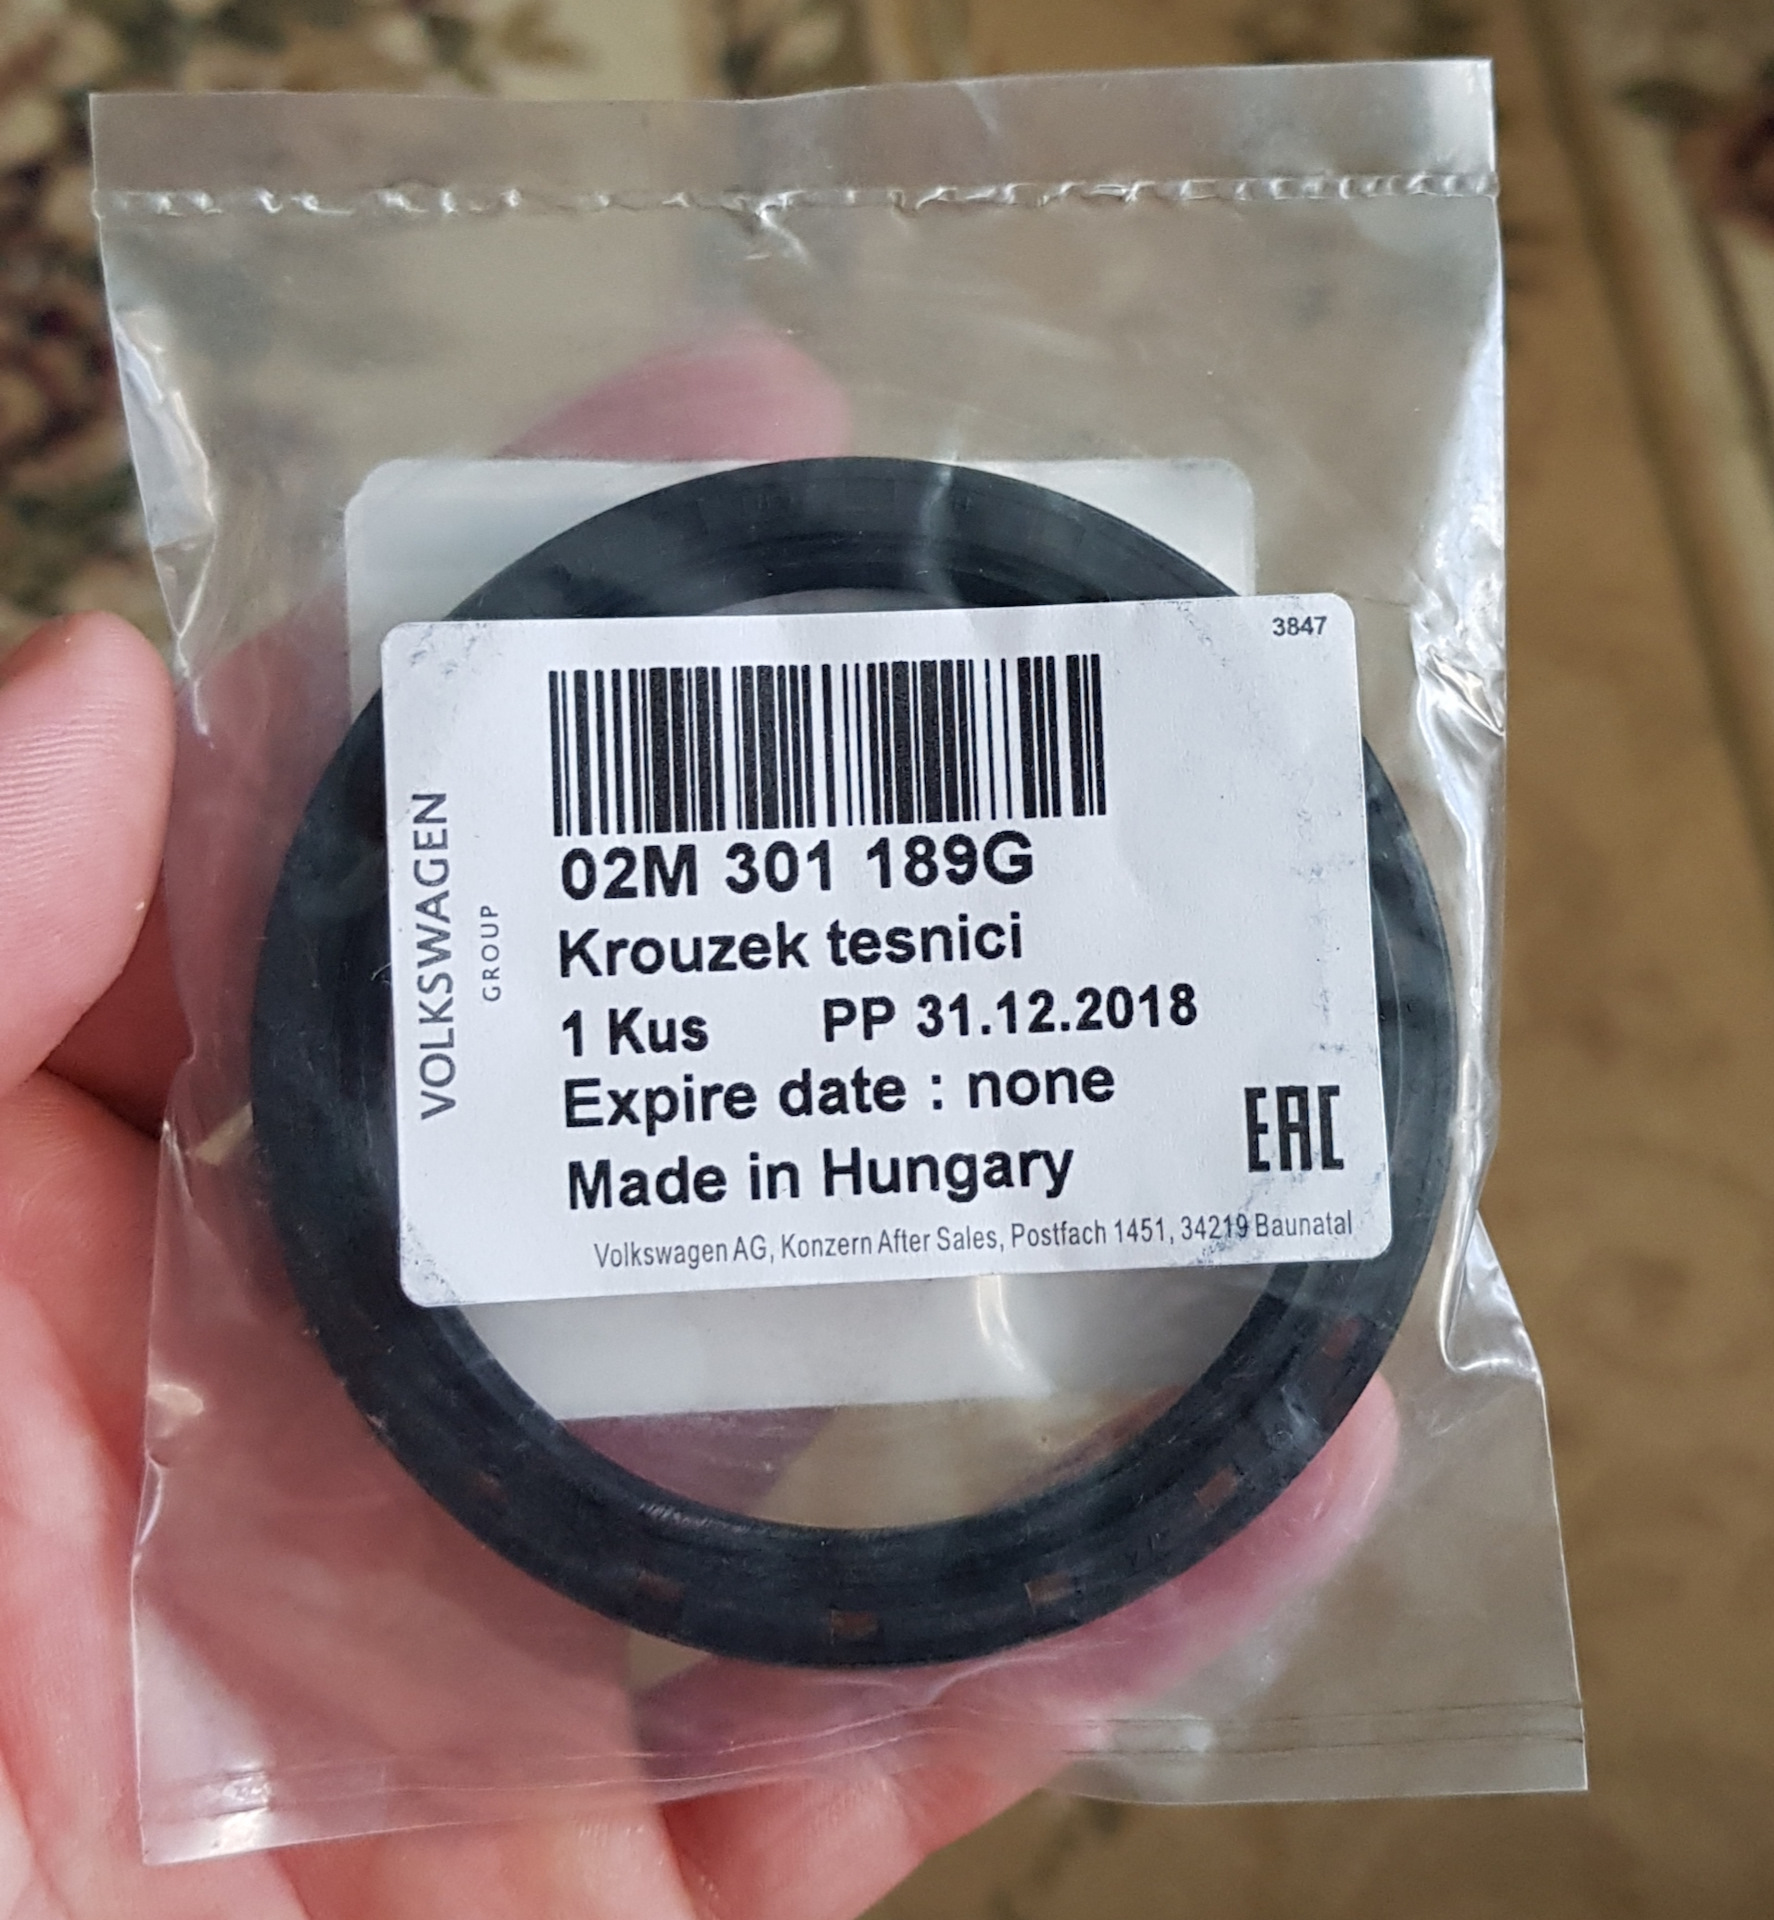 3847
VOLKSWAGEN
GROUP
02M 301 189G
Krouzek tesnici
1 Kus PP 31.12.2018
Expire date : none
Made in Hungary
EAC
Volkswagen AG, Konzern After Sales, Postfach 1451, 34219 Baunatal